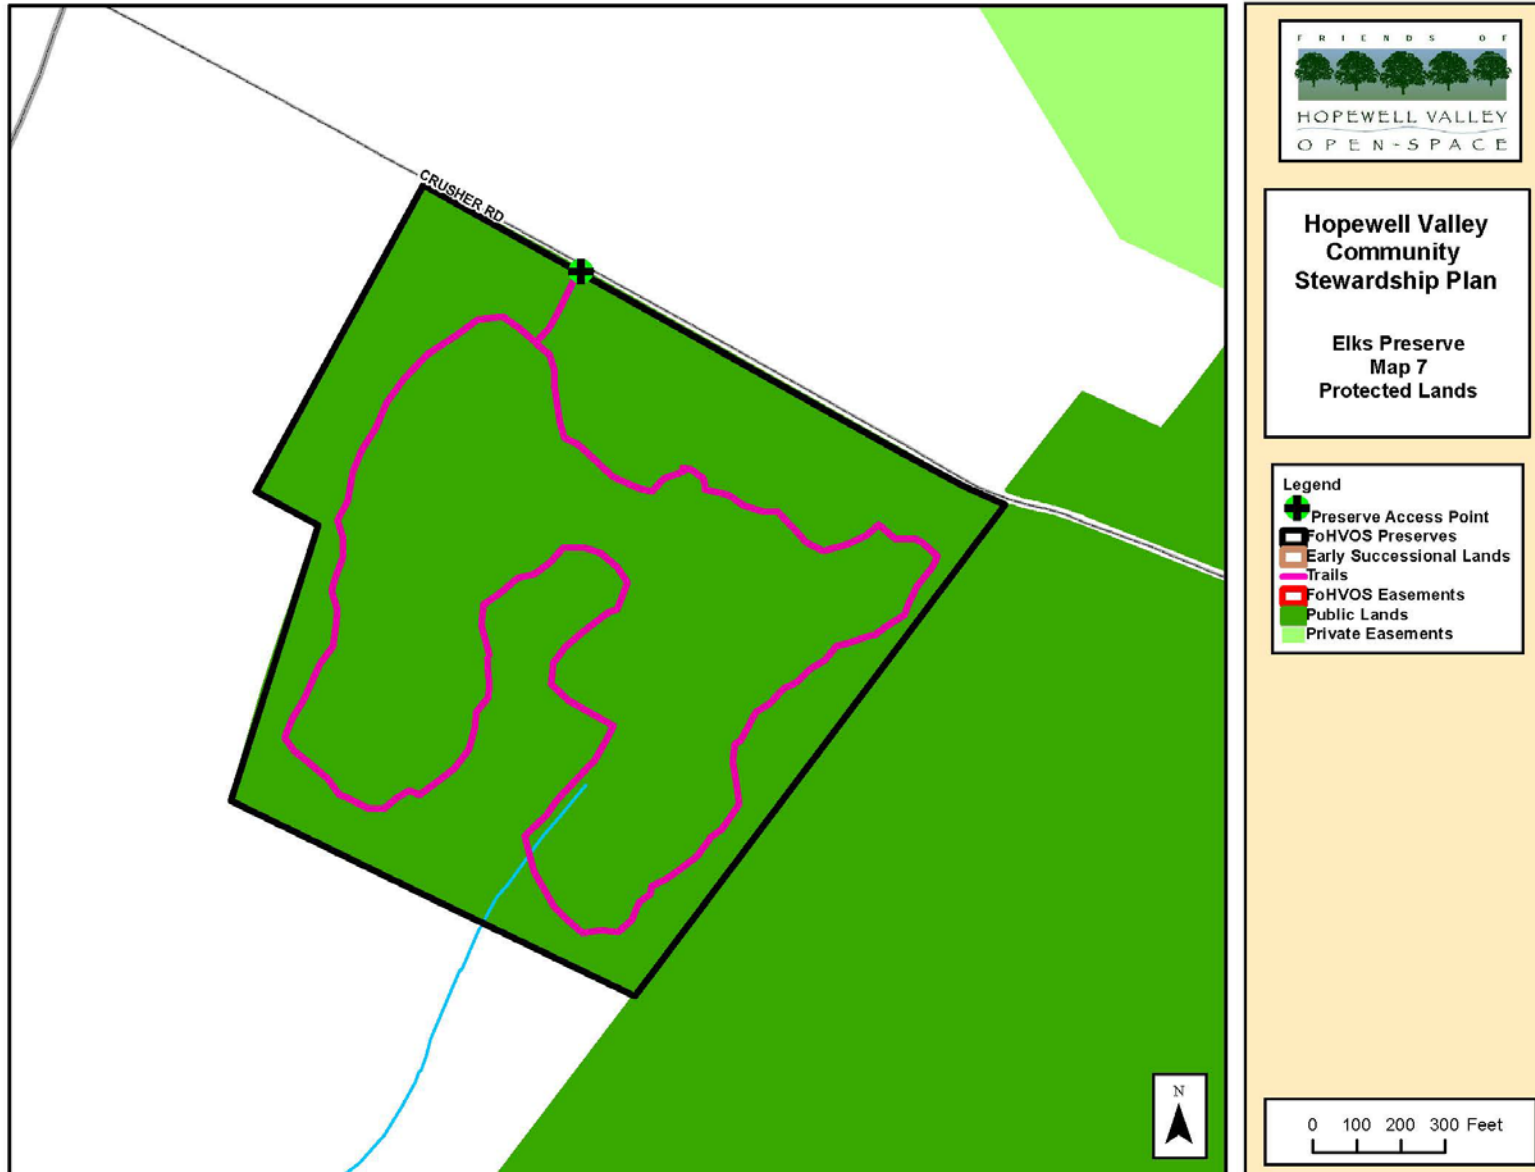 CRUSHER RD
N
FRIENDS OF
HOPEWELL VALLEY
OPEN-SPACE
Hopewell Valley
Community
Stewardship Plan
Elks Preserve
Map 7
Protected Lands
Legend
Preserve Access Point
FoHVOS Preserves
Early Successional Lands
Trails
FoHVOS Easements
Public Lands
Private Easements
0 100 200 300 Feet